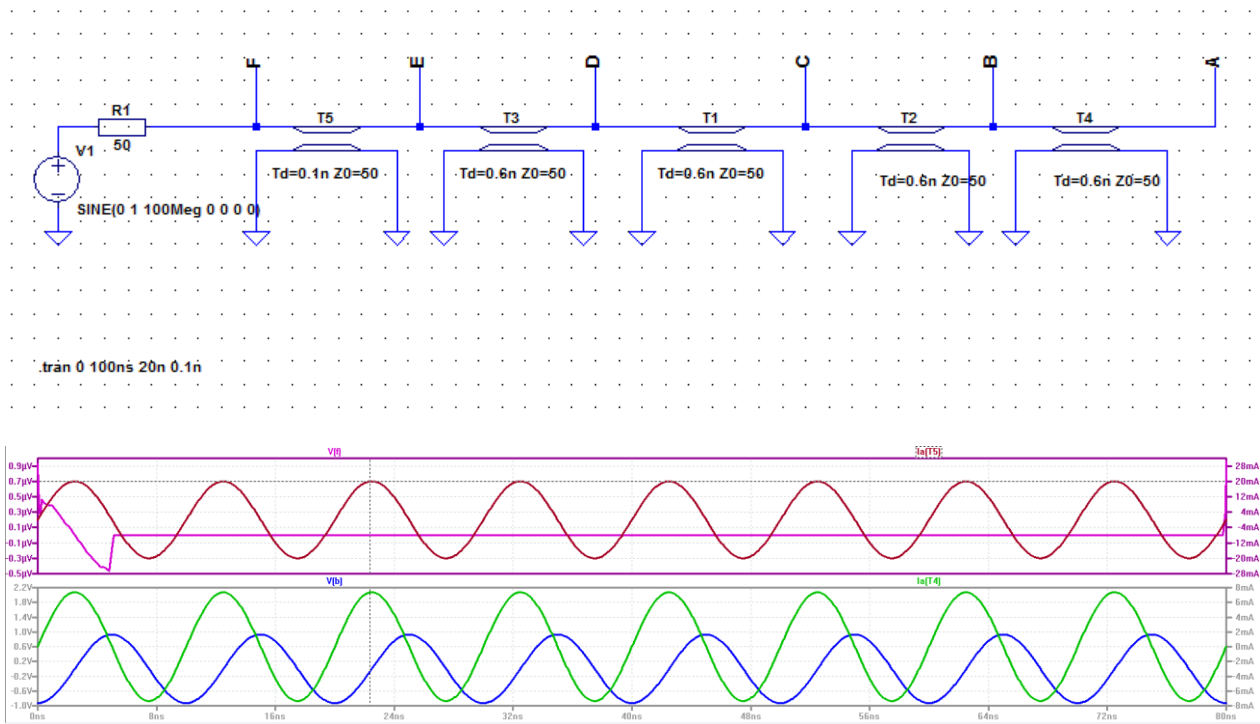 F E D C B A
R1 T5 T3 T1 T2 T4
50
V1
Td=0.1n Z0=50 Td=0.6n Z0=50 Td=0.6n Z0=50 Td=0.6n Z0=50 Td=0.6n Z0=50
SINE(0 1 100Meg 0 0 0 0)
.tran 0 100ns 20n 0.1n
V(f) Ia(T5)
0.9µV 28mA
0.7µV 20mA
0.5µV 12mA
0.3µV 4mA
0.1µV -4mA
-0.1µV -12mA
-0.3µV -20mA
-0.5µV -28mA
V(b) Ia(T4)
2.2V 8mA
1.8V 6mA
1.4V 4mA
1.0V 2mA
0.6V 0mA
0.2V 2mA
-0.2V 4mA
-0.6V 6mA
-1.0V 8mA
0ns 8ns 16ns 24ns 32ns 40ns 48ns 56ns 64ns 72ns 80ns